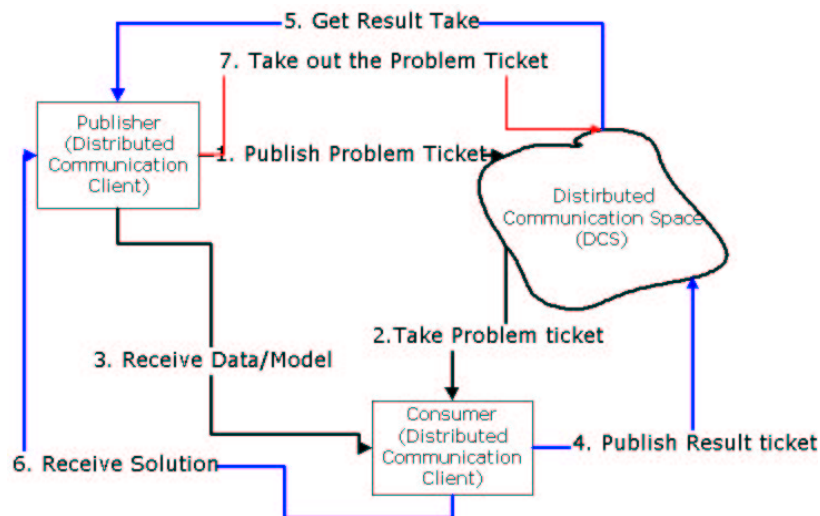 5. Get Result Take
7. Take out the Problem Ticket
Publisher
(Distributed
Communication
Client)
1. Publish Problem Ticket
Distirbuted
Communication Space
(DCS)
2.Take Problem ticket
3. Receive Data/Model
Consumer
(Distributed
Communication
Client)
4. Publish Result ticket
6. Receive Solution